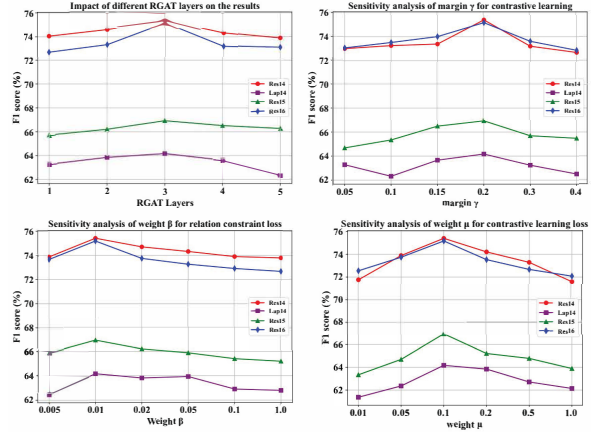 Impact of different RGAT layers on the results
F1 score (%)
76
74
72
70
68
66
64
62
Res14
Lap14
Res15
Res16
1 2 3 4 5
RGAT Layers
Sensitivity analysis of margin γ for contrastive learning
F1 score (%)
76
74
72
70
68
66
64
62
Res14
Lap14
Res15
Res16
0.05 0.1 0.15 0.2 0.3 0.4
margin γ
Sensitivity analysis of weight β for relation constraint loss
F1 score (%)
76
74
72
70
68
66
64
62
Res14
Lap14
Res15
Res16
0.005 0.01 0.02 0.05 0.1 1.0
Weight β
Sensitivity analysis of weight μ for contrastive learning loss
F1 score (%)
76
74
72
70
68
66
64
62
Res14
Lap14
Res15
Res16
0.01 0.05 0.1 0.2 0.5 1.0
weight μ